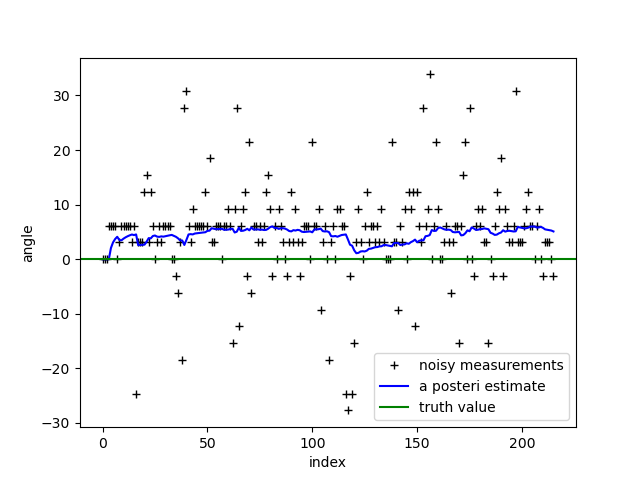 30
20
10
0
−10
−20
−30
angle
0
50
100
150
200
index
noisy measurements
a posteri estimate
truth value